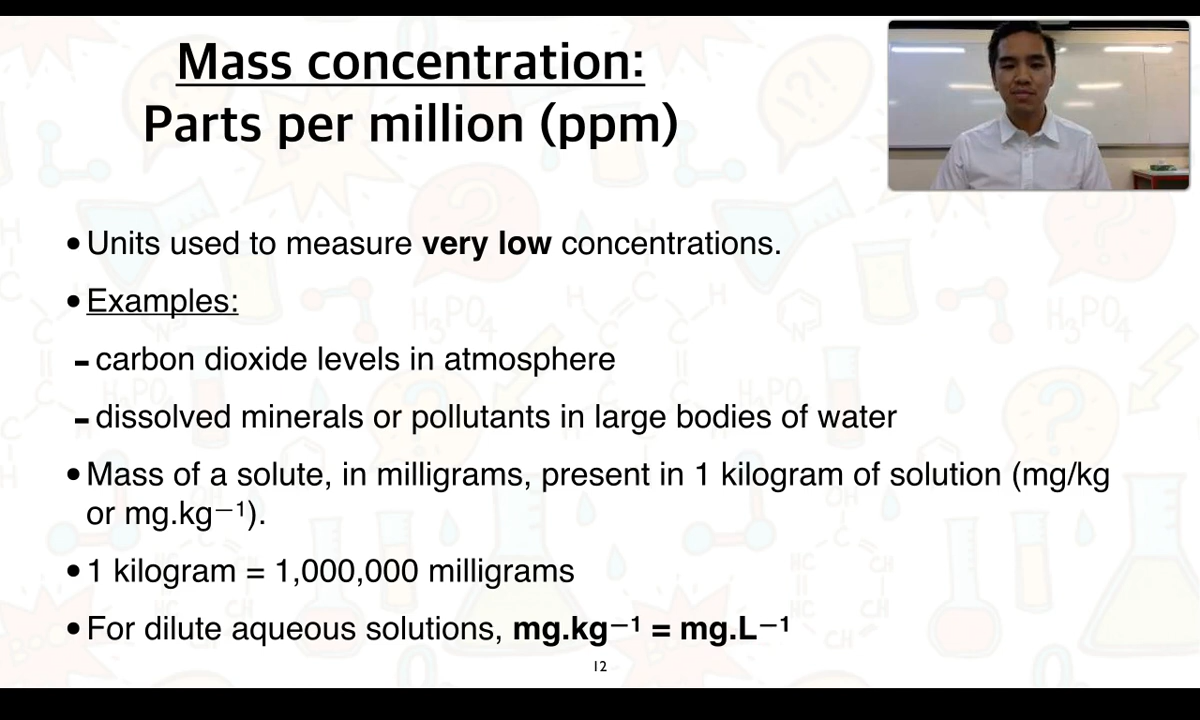 Mass concentration:
Parts per million (ppm)
• Units used to measure very low concentrations.
• Examples:
- carbon dioxide levels in atmosphere
- dissolved minerals or pollutants in large bodies of water
• Mass of a solute, in milligrams, present in 1 kilogram of solution (mg/kg
or mg.kg⁻¹).
• 1 kilogram = 1,000,000 milligrams
• For dilute aqueous solutions, mg.kg⁻¹ = mg.L⁻¹
12